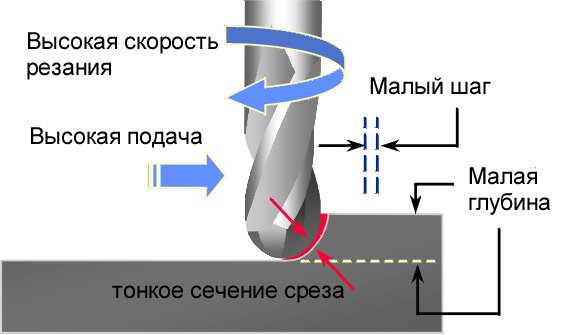 Высокая скорость
резания
Малый шаг
Высокая подача
Малая
глубина
тонкое сечение среза